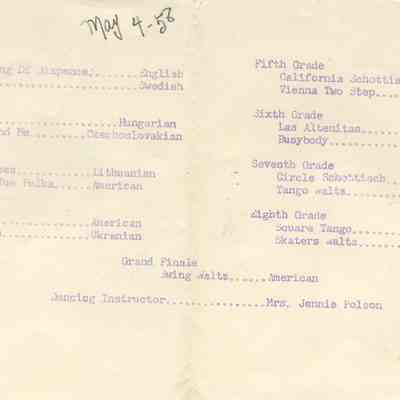 May 4-58
ng Of Sixpence.......English
.................Swedish
...............Hungarian
nd Me..........Czechoslovakian
...........Lithuanian
Polka.......American
...............American
...............Ukranian
Fifth Grade
California Schottis
Vienna Two Step....
Sixth Grade
Las Altenitas.....
Busybody.........
Seventh Grade
Circle Schottisch...
Tango Waltz......
Eighth Grade
Square Tango......
Skaters Waltz.....
Grand Finale
Swing Waltz......American
Dancing Instructor...............Mrs. Jennie Polson